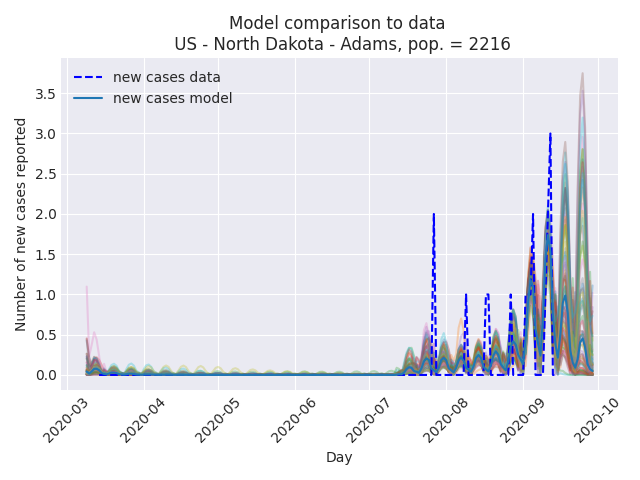 Model comparison to data
US - North Dakota - Adams, pop. = 2216
new cases data
new cases model
Number of new cases reported
3.5
3.0
2.5
2.0
1.5
1.0
0.5
0.0
2020-03
2020-04
2020-05
2020-06
2020-07
2020-08
2020-09
2020-10
Day